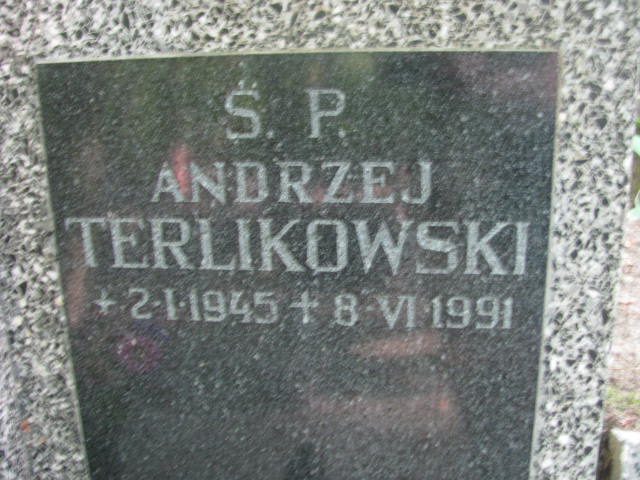 Ś. P.
ANDRZEJ
TERLIKOWSKI
+ 2·I·1945 + 8·VI·1991